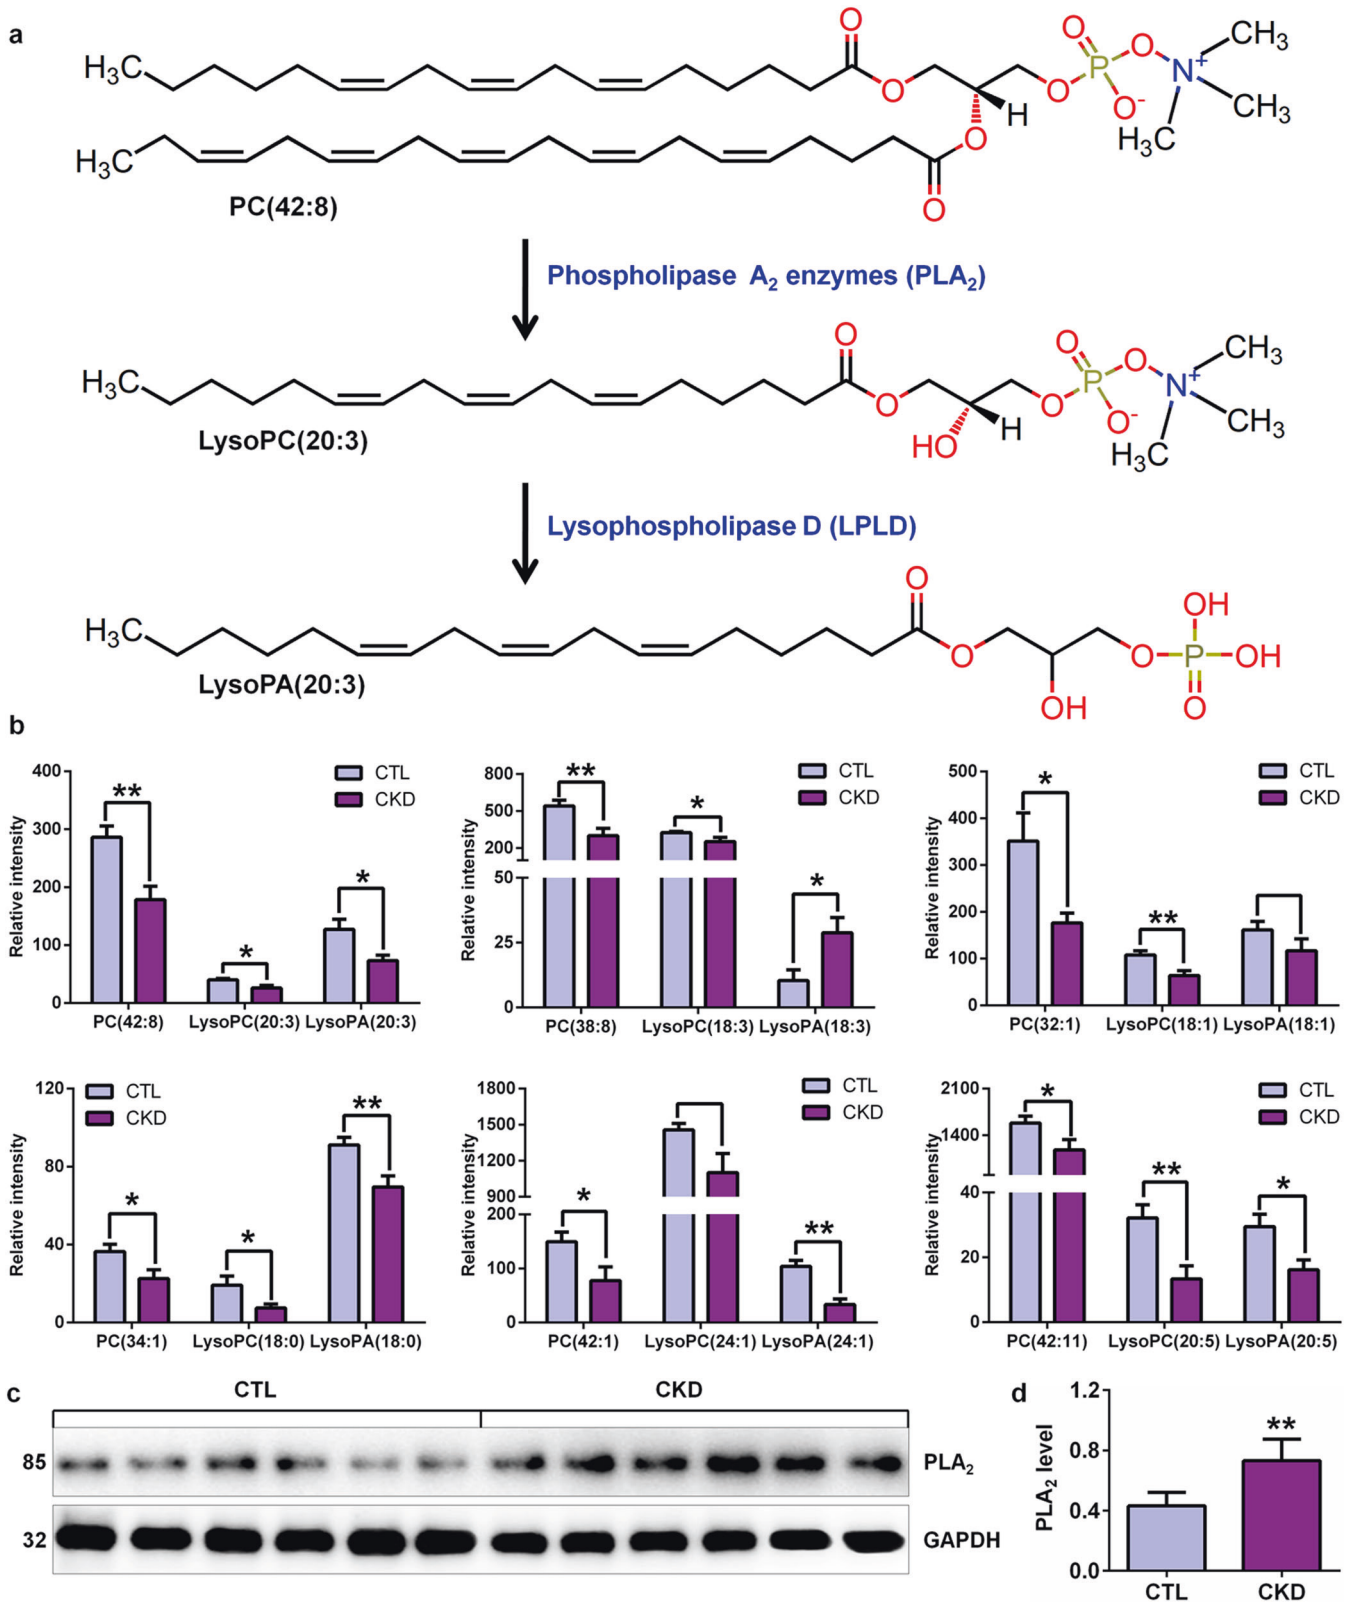 a
O O O CH₃
H₃C O O P N⁺
H O⁻ CH₃
O H₃C
H₃C
O
PC(42:8)
Phospholipase A₂ enzymes (PLA₂)
O O O CH₃
H₃C O O P N⁺
HO H O⁻ CH₃
LysoPC(20:3) H₃C
Lysophospholipase D (LPLD)
O OH
H₃C O O P OH
LysoPA(20:3) OH O
b
Relative intensity
400
300
200
100
0
** * *
CTL
CKD
PC(42:8) LysoPC(20:3) LysoPA(20:3)
Relative intensity
800
500
200
50
25
0
** * *
CTL
CKD
PC(38:8) LysoPC(18:3) LysoPA(18:3)
Relative intensity
500
400
300
200
100
0
* **
CTL
CKD
PC(32:1) LysoPC(18:1) LysoPA(18:1)
Relative intensity
120
80
40
0
* * **
CTL
CKD
PC(34:1) LysoPC(18:0) LysoPA(18:0)
Relative intensity
1800
1500
1200
900
200
100
0
* **
CTL
CKD
PC(42:1) LysoPC(24:1) LysoPA(24:1)
Relative intensity
2100
1400
40
20
0
* ** *
CTL
CKD
PC(42:11) LysoPC(20:5) LysoPA(20:5)
c
CTL CKD
85 PLA₂
32 GAPDH
d
PLA₂ level
1.2
0.8
0.4
0.0
**
CTL CKD